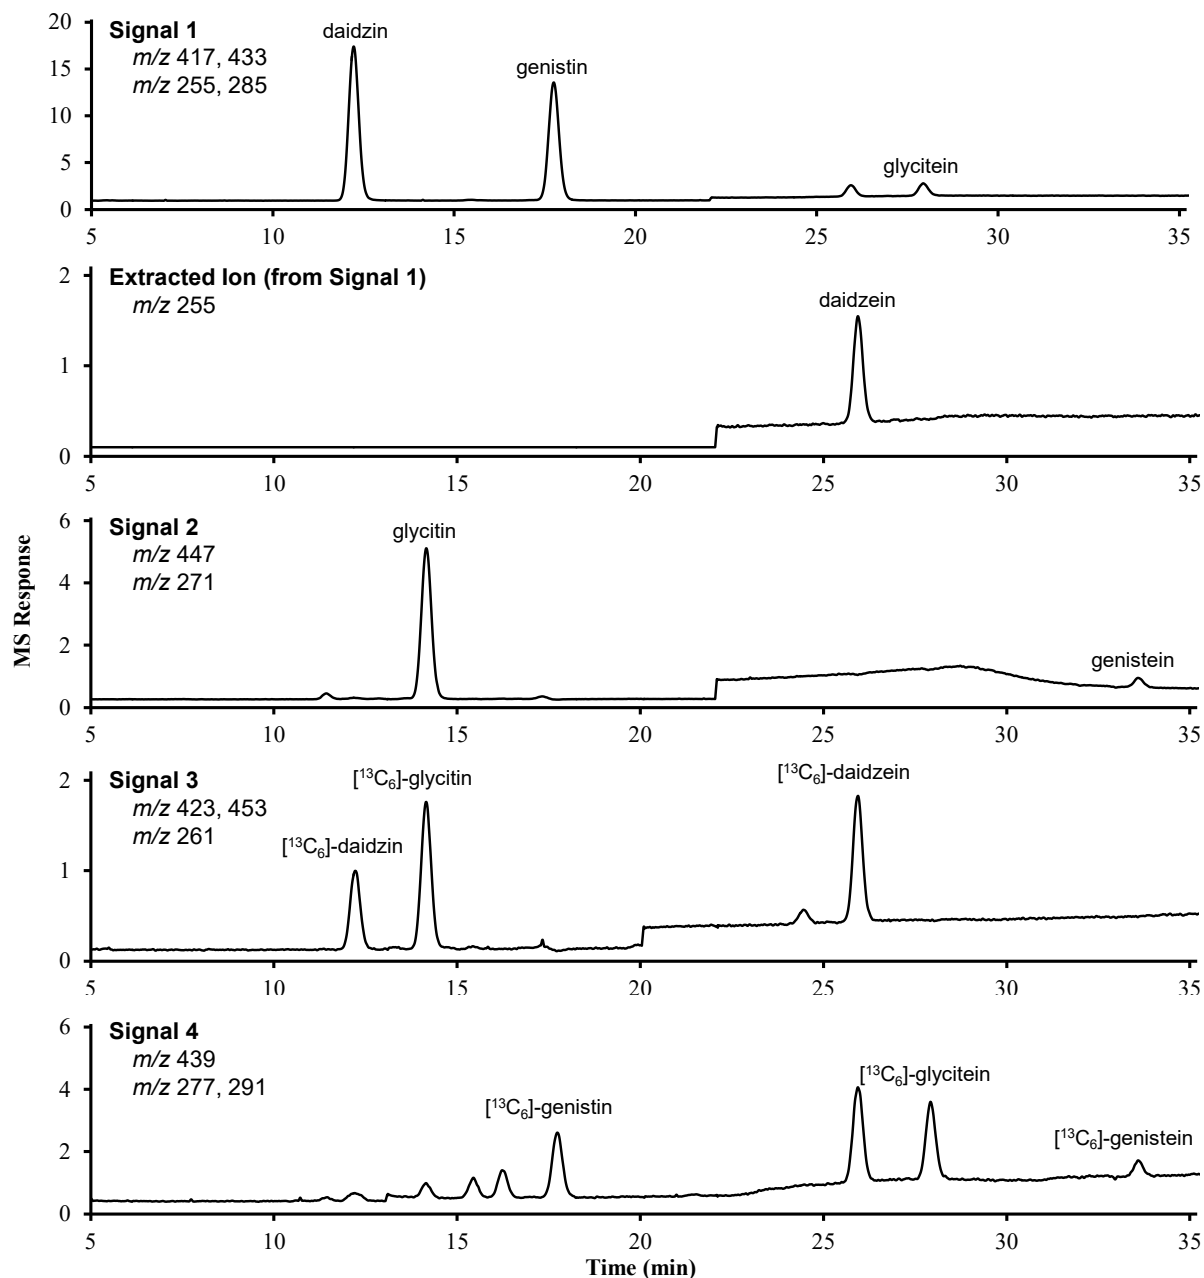 20
Signal 1
daidzin
m/z 417, 433
15
genistin
m/z 255, 285
10
5
glycitein
0
5 10 15 20 25 30 35
2
Extracted Ion (from Signal 1)
m/z 255
daidzein
1
0
5 10 15 20 25 30 35
6
Signal 2
glycitin
m/z 447
4
m/z 271
2
genistein
0
5 10 15 20 25 30 35
MS Response
2
Signal 3
[¹³C₆]-glycitin
[¹³C₆]-daidzein
m/z 423, 453
m/z 261
[¹³C₆]-daidzin
1
0
5 10 15 20 25 30 35
6
Signal 4
m/z 439
m/z 277, 291
[¹³C₆]-glycitein
4
[¹³C₆]-genistin
[¹³C₆]-genistein
2
0
5 10 15 20 25 30 35
Time (min)